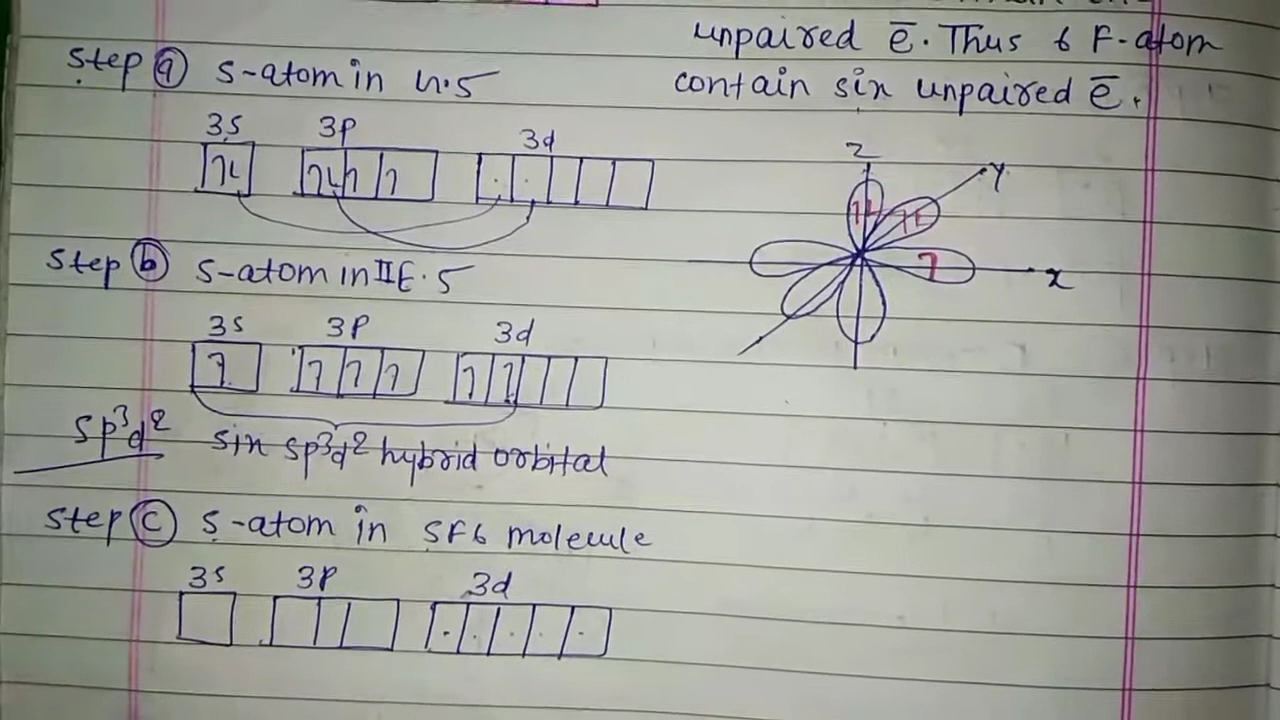 unpaired ē. Thus 6 F-atom
contain six unpaired ē.
Step ⓐ S-atom in u.s
3s 3p 3d
Z
Y
x
Step ⓑ S-atom in II E.S
3s 3p 3d
sp³d² six sp³d² hybrid orbital
Step ⓒ S-atom in SF6 molecule
3s 3p 3d